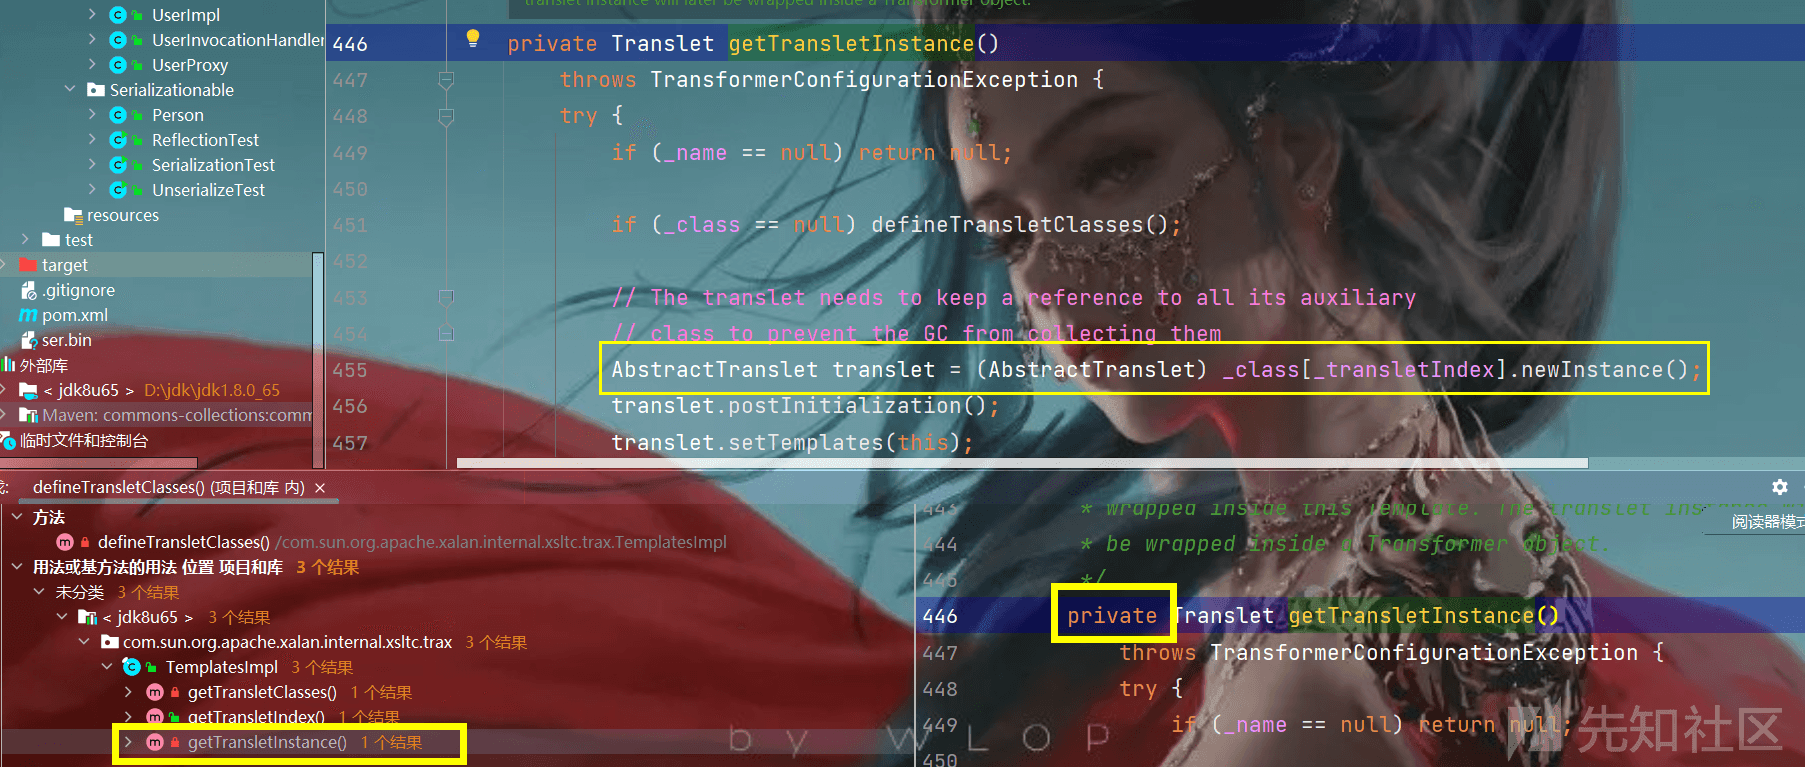 UserImpl
UserInvocationHandler
UserProxy
Serializationable
Person
ReflectionTest
SerializationTest
UnserializeTest
resources
test
target
.gitignore
pom.xml
ser.bin
外部库
< jdk8u65 > D:\jdk\jdk1.8.0_65
Maven: commons-collections:comm
临时文件和控制台
translet instance will later be wrapped inside a Transformer object.
446 private Translet getTransletInstance()
447 throws TransformerConfigurationException {
448 try {
449 if (_name == null) return null;
450
451 if (_class == null) defineTransletClasses();
452
453 // The translet needs to keep a reference to all its auxiliary
454 // class to prevent the GC from collecting them
455 AbstractTranslet translet = (AbstractTranslet) _class[_transletIndex].newInstance();
456 translet.postInitialization();
457 translet.setTemplates(this);
defineTransletClasses() (项目和库 内) ×
方法
defineTransletClasses() /com.sun.org.apache.xalan.internal.xsltc.trax.TemplatesImpl
用法或基方法的用法 位置 项目和库 3 个结果
未分类 3 个结果
< jdk8u65 > 3 个结果
com.sun.org.apache.xalan.internal.xsltc.trax 3 个结果
TemplatesImpl 3 个结果
getTransletClasses() 1 个结果
getTransletIndex() 1 个结果
getTransletInstance() 1 个结果
443 * wrapped inside this Template. The translet instance
阅读器模式
444 * be wrapped inside a Transformer object.
445 */
446 private Translet getTransletInstance()
447 throws TransformerConfigurationException {
448 try {
449 if (_name == null) return null;
450
by WLOP
先知社区